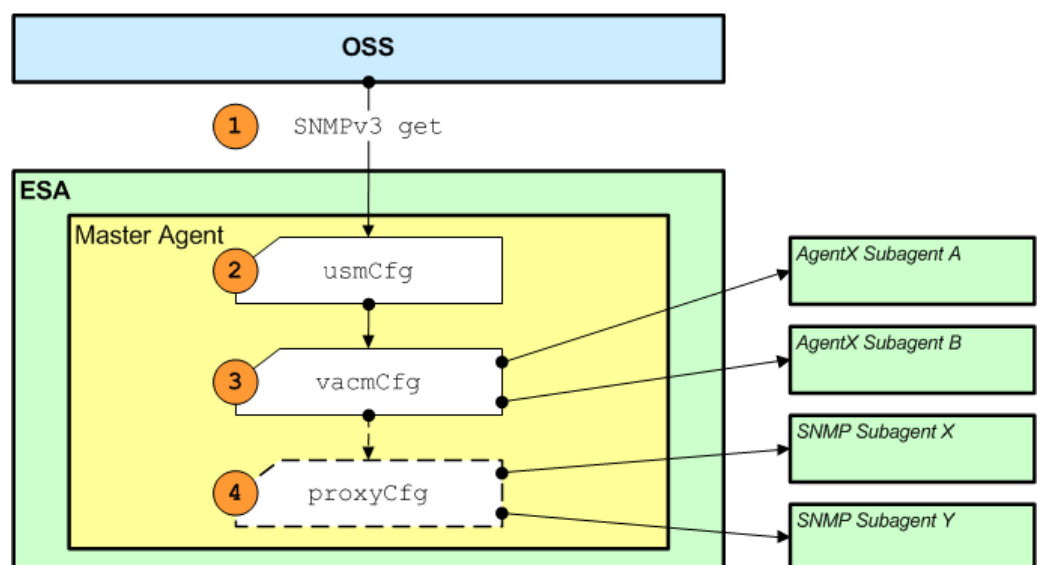 OSS
1
SNMPv3 get
ESA
Master Agent
2
usmCfg
AgentX Subagent A
3
vacmCfg
AgentX Subagent B
SNMP Subagent X
4
proxyCfg
SNMP Subagent Y